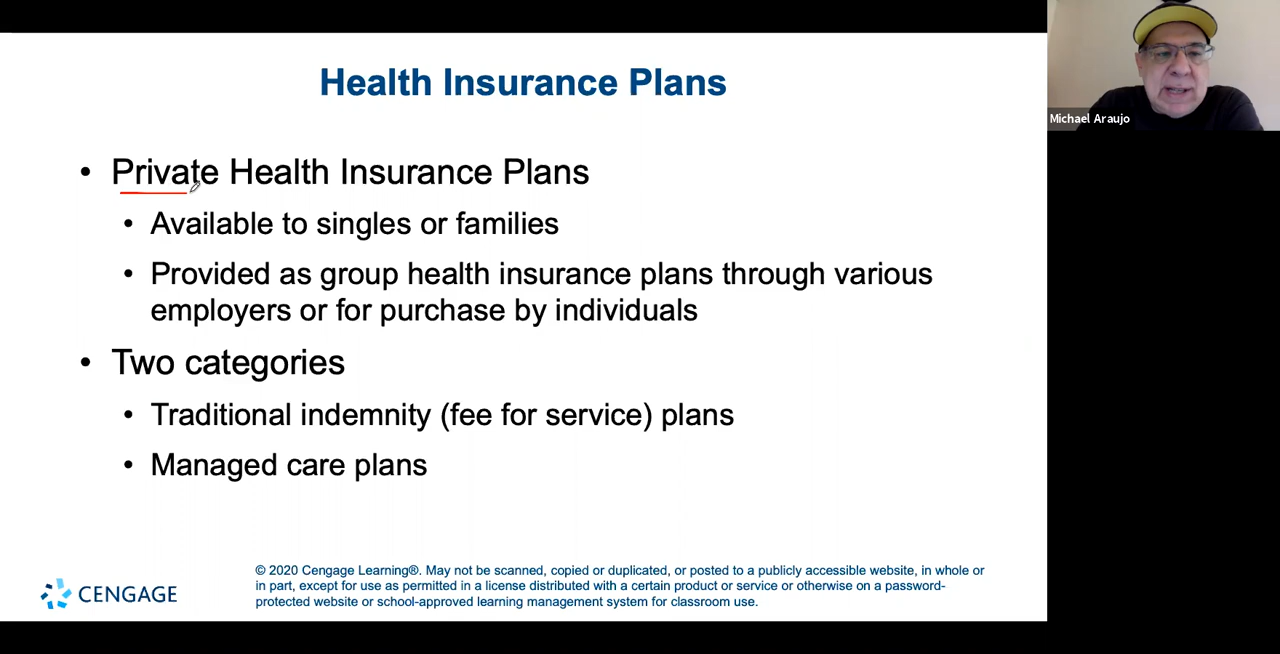 Health Insurance Plans
Michael Araujo
• Private Health Insurance Plans
• Available to singles or families
• Provided as group health insurance plans through various
employers or for purchase by individuals
• Two categories
• Traditional indemnity (fee for service) plans
• Managed care plans
CENGAGE
© 2020 Cengage Learning®. May not be scanned, copied or duplicated, or posted to a publicly accessible website, in whole or
in part, except for use as permitted in a license distributed with a certain product or service or otherwise on a password-
protected website or school-approved learning management system for classroom use.